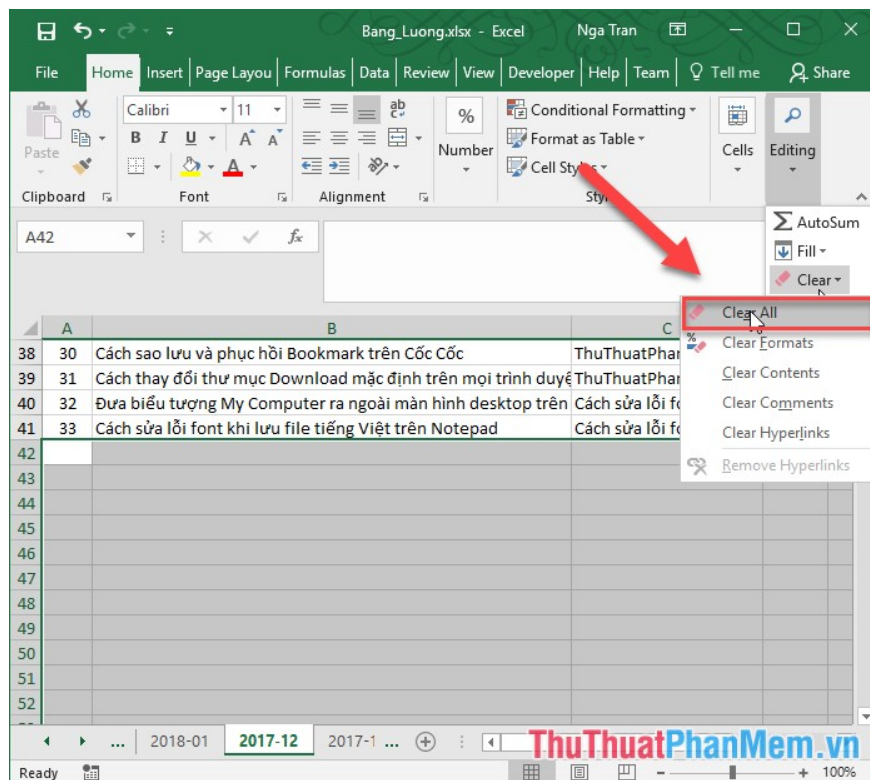 Bang_Luong.xlsx - Excel Nga Tran
File Home Insert Page Layou Formulas Data Review View Developer Help Team Tell me Share
Calibri 11 ab % Conditional Formatting
Paste B I U A A Number Format as Table Cells Editing
A Cell Styles
Clipboard Font Alignment
AutoSum
A42 fx Fill
Clear
Clear All
Clear Formats
Clear Contents
Clear Comments
Clear Hyperlinks
Remove Hyperlinks
A B C
38 30 Cách sao lưu và phục hồi Bookmark trên Cốc Cốc ThuThuatPhan
39 31 Cách thay đổi thư mục Download mặc định trên mọi trình duyệ ThuThuatPhan
40 32 Đưa biểu tượng My Computer ra ngoài màn hình desktop trên Cách sửa lỗi fo
41 33 Cách sửa lỗi font khi lưu file tiếng Việt trên Notepad Cách sửa lỗi fo
42
43
44
45
46
47
48
49
50
51
52
... 2018-01 2017-12 2017-1 ...
ThuThuatPhanMem.vn
Ready 100%